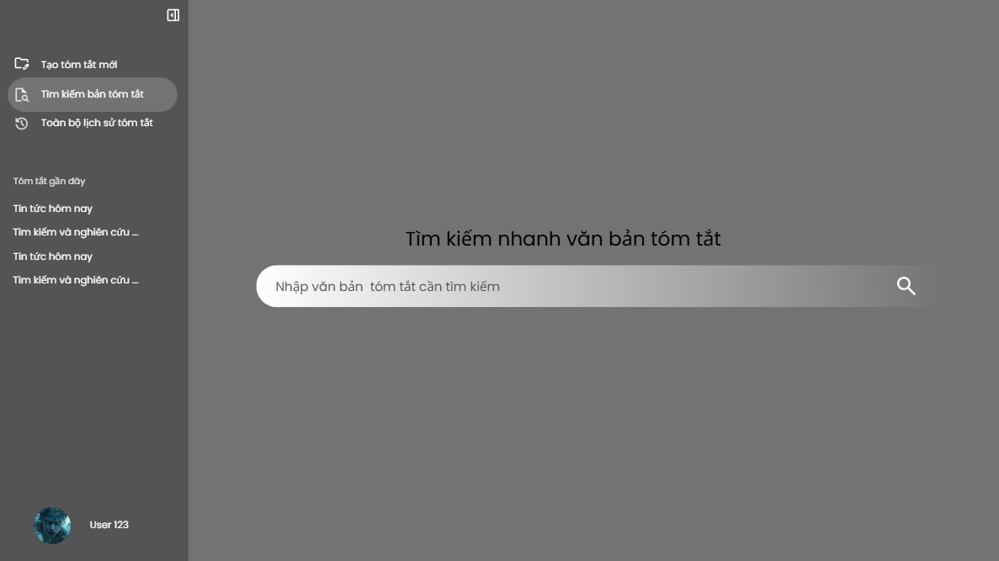 Tạo tóm tắt mới
Tìm kiếm bản tóm tắt
Toàn bộ lịch sử tóm tắt
Tóm tắt gần đây
Tin tức hôm nay
Tìm kiếm và nghiên cứu ...
Tin tức hôm nay
Tìm kiếm và nghiên cứu ...
User 123
Tìm kiếm nhanh văn bản tóm tắt
Nhập văn bản  tóm tắt cần tìm kiếm